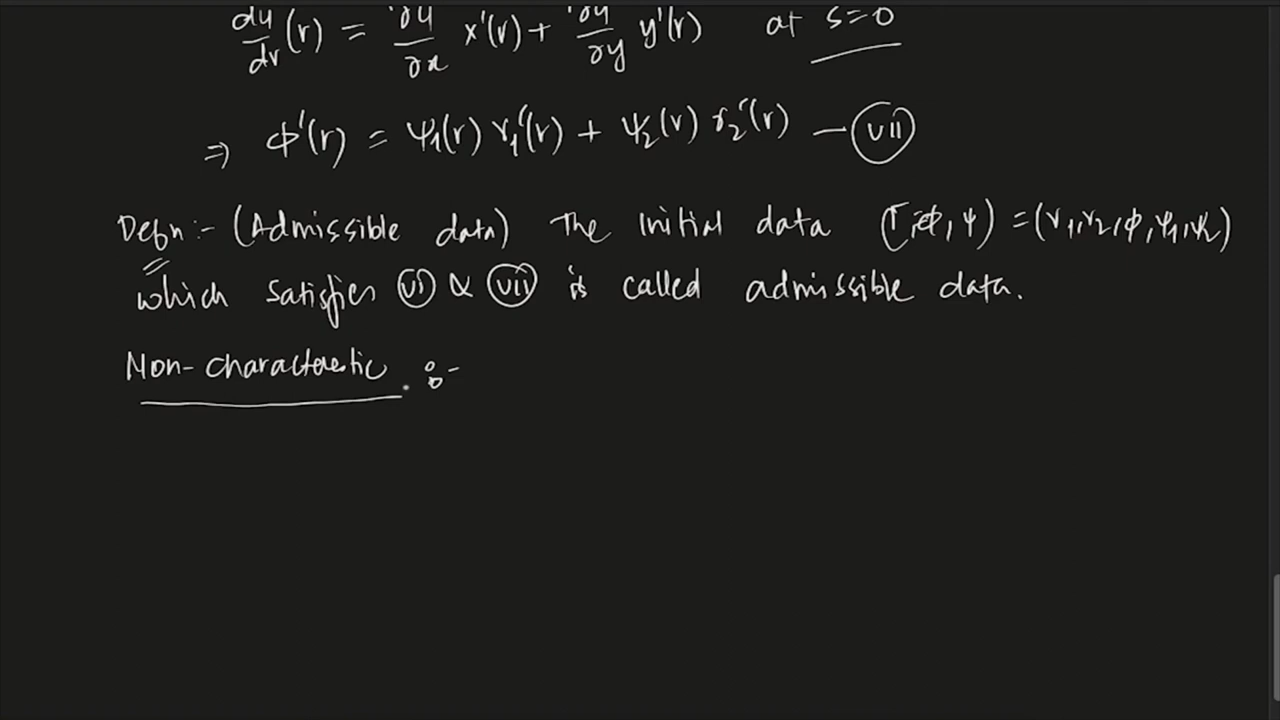 du/dr (r) = ∂u/∂x x'(r) + ∂u/∂y y'(r) at s=0
⇒ φ'(r) = ψ1(r) γ1'(r) + ψ2(r) γ2'(r) — (vii)
Defn :- (Admissible data) The initial data (Γ, φ, ψ) = (γ1, γ2, φ, ψ1, ψ2)
which satisfies (vi) & (vii) is called admissible data.
Non-characteristic :-